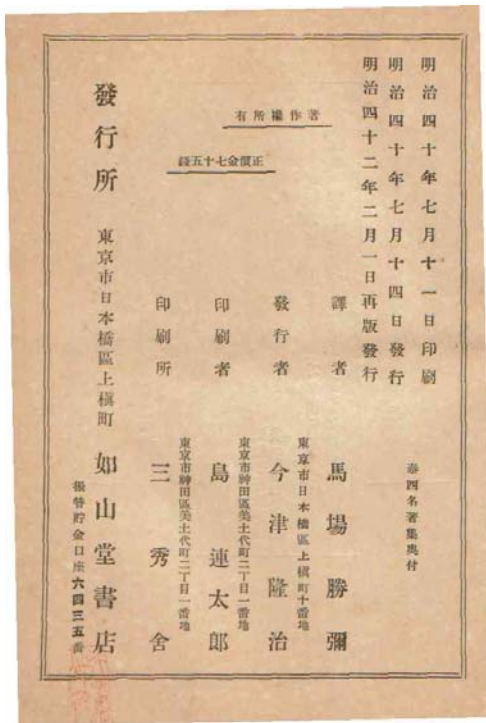 明治四十年七月十一日印刷
明治四十年七月十四日發行
明治四十二年二月一日再版發行
泰西名著集奥付
著作權所有
正價金七十五錢
譯者 馬場勝彌
東京市日本橋區上槇町十番地
發行者 今津隆治
東京市神田區美土代町二丁目一番地
印刷者 島連太郎
東京市神田區美土代町二丁目一番地
印刷所 三秀舍
發行所 東京市日本橋區上槇町 如山堂書店
振替貯金口座六四三五番